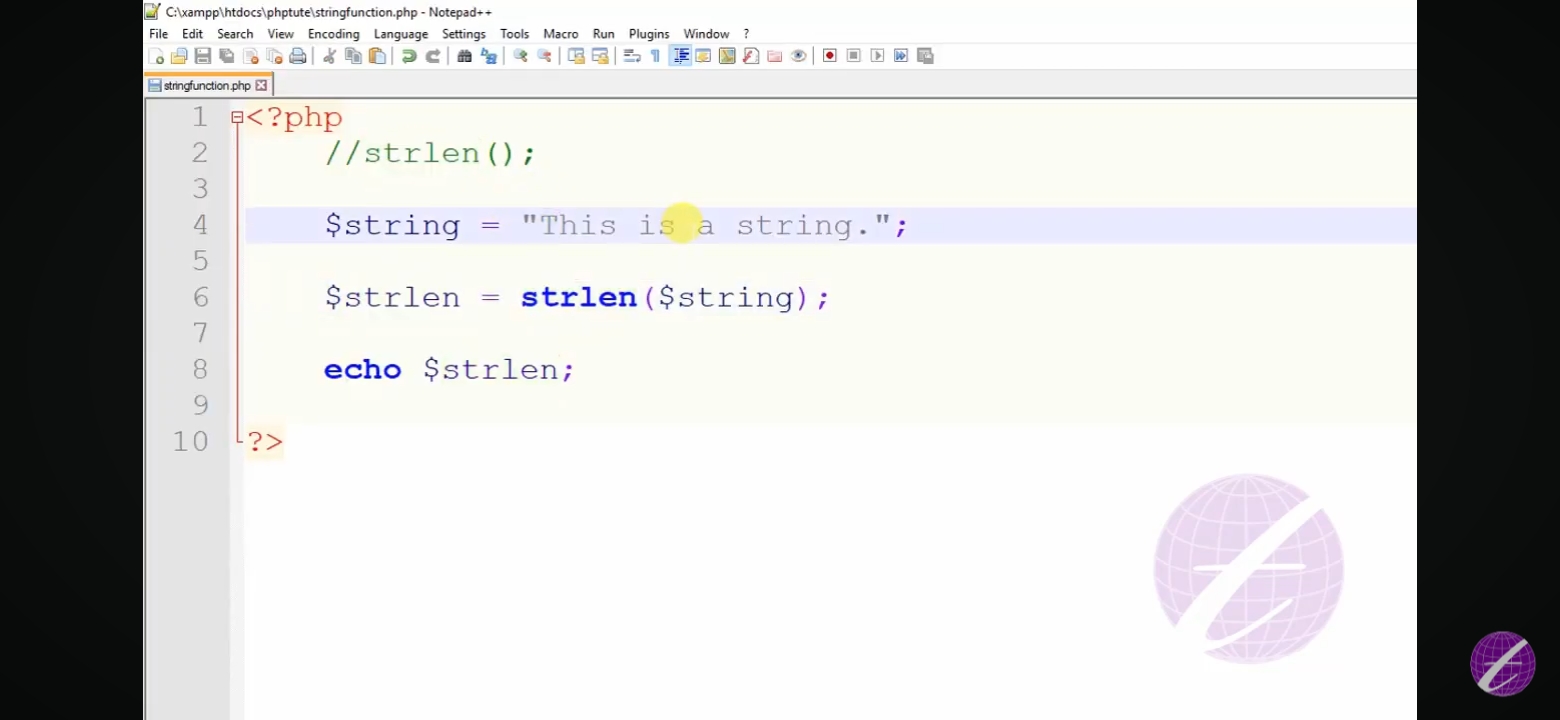 C:\xampp\htdocs\phptute\stringfunction.php - Notepad++
File Edit Search View Encoding Language Settings Tools Macro Run Plugins Window ?
stringfunction.php
1 <?php
2 //strlen();
3
4 $string = "This is a string.";
5
6 $strlen = strlen($string);
7
8 echo $strlen;
9
10 ?>